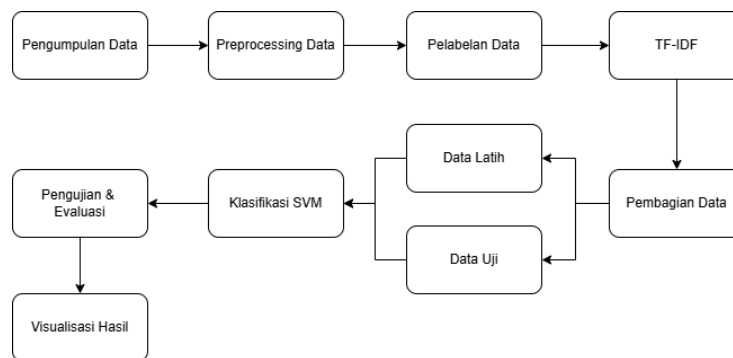 Pengumpulan Data
Preprocessing Data
Pelabelan Data
TF-IDF
Data Latih
Pengujian &
Evaluasi
Klasifikasi SVM
Pembagian Data
Data Uji
Visualisasi Hasil